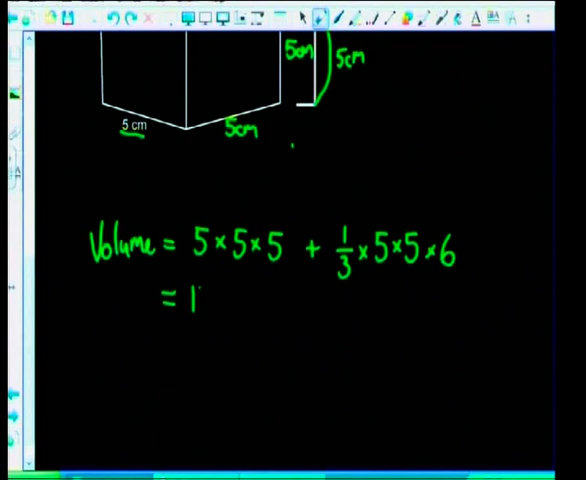 5cm 5cm
5 cm 5cm
Volume = 5 × 5 × 5 + 1/3 × 5 × 5 × 6
= 1